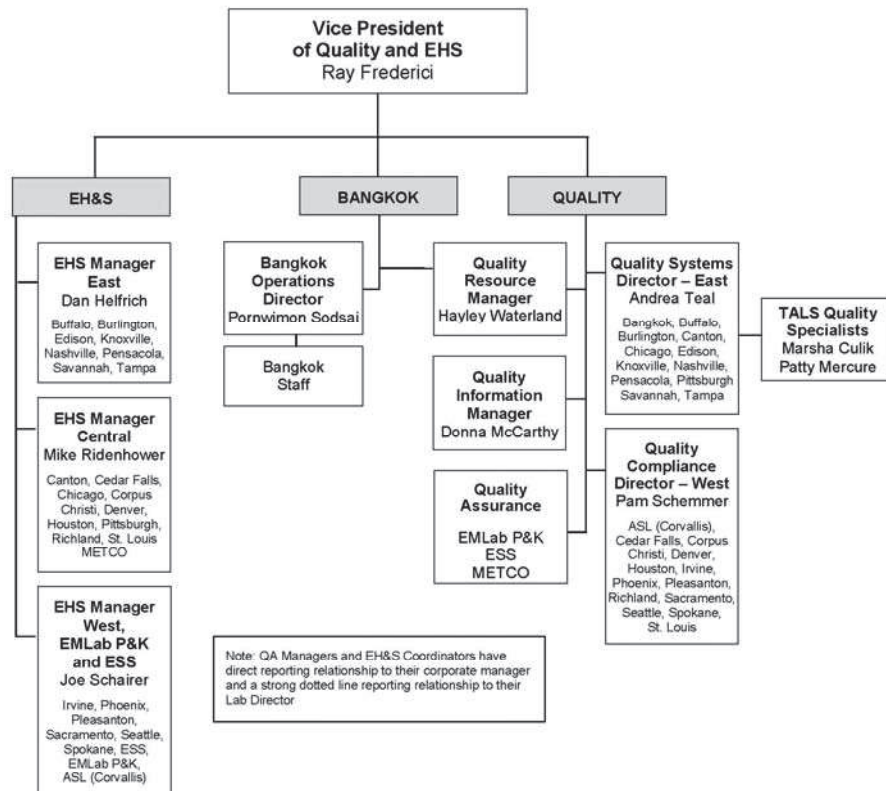 Vice President
of Quality and EHS
Ray Frederici
EH&S
BANGKOK
QUALITY
EHS Manager
East
Dan Helfrich
Buffalo, Burlington,
Edison, Knoxville,
Nashville, Pensacola,
Savannah, Tampa
EHS Manager
Central
Mike Ridenhower
Canton, Cedar Falls,
Chicago, Corpus
Christi, Denver,
Houston, Pittsburgh,
Richland, St. Louis
METCO
EHS Manager
West,
EMLab P&K
and ESS
Joe Schairer
Irvine, Phoenix,
Pleasanton,
Sacramento, Seattle,
Spokane, ESS,
EMLab P&K,
ASL (Corvallis)
Bangkok
Operations
Director
Pornwimon Sodsai
Bangkok
Staff
Quality
Resource
Manager
Hayley Waterland
Quality
Information
Manager
Donna McCarthy
Quality
Assurance
EMLab P&K
ESS
METCO
Quality Systems
Director – East
Andrea Teal
Bangkok, Buffalo,
Burlington, Canton,
Chicago, Edison,
Knoxville, Nashville,
Pensacola, Pittsburgh
Savannah, Tampa
Quality
Compliance
Director – West
Pam Schemmer
ASL (Corvallis),
Cedar Falls, Corpus
Christi, Denver,
Houston, Irvine,
Phoenix, Pleasanton,
Richland, Sacramento,
Seattle, Spokane,
St. Louis
TALS Quality
Specialists
Marsha Culik
Patty Mercure
Note: QA Managers and EH&S Coordinators have
direct reporting relationship to their corporate manager
and a strong dotted line reporting relationship to their
Lab Director